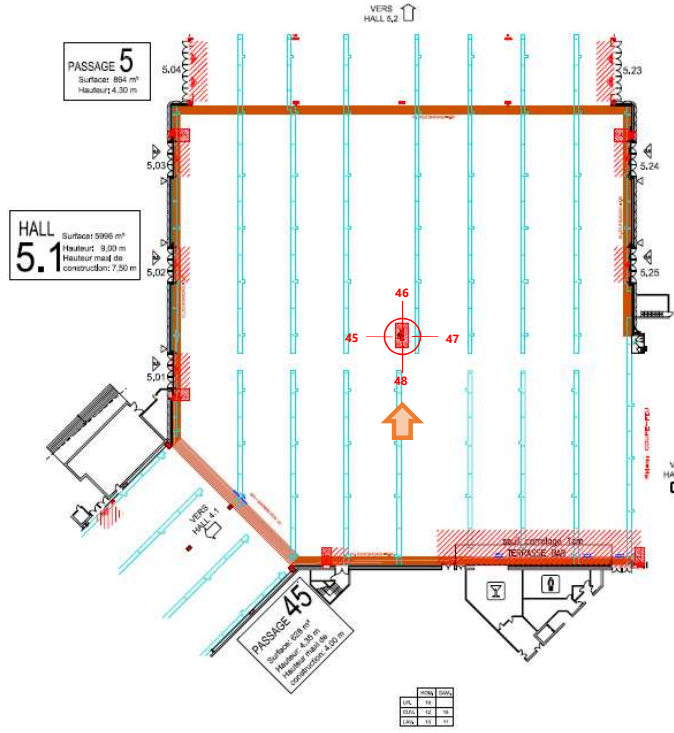 VERS
HALL 5,2
PASSAGE 5
Surface: 864 m²
Hauteur: 4,30 m
5.04
5.23
5.03
5.24
HALL
5.1
Surface: 5996 m²
Hauteur: 9,00 m
Hauteur maxi de
construction: 7,50 m
5.02
5.25
46
45
47
48
5.01
VERS
HALL 4.1
seuil carrelage 1cm
TERRASSE BAR
PASSAGE 45
Surface: 628 m²
Hauteur: 4,35 m
Hauteur maxi de
construction: 4,00 m